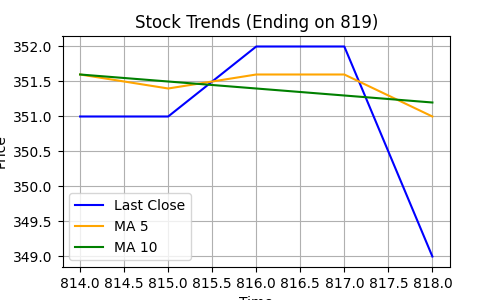 Stock Trends (Ending on 819)
352.0
351.5
351.0
350.5
350.0
349.5
349.0
Price
Last Close
MA 5
MA 10
814.0 814.5 815.0 815.5 816.0 816.5 817.0 817.5 818.0
Time